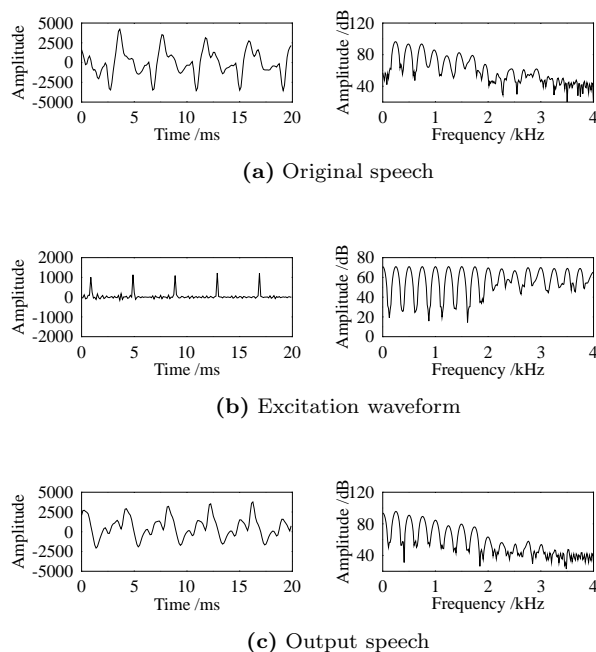 Amplitude
5000
2500
0
-2500
-5000
0 5 10 15 20
Time /ms
Amplitude /dB
120
80
40
0 1 2 3 4
Frequency /kHz
(a) Original speech
Amplitude
2000
1000
0
-1000
-2000
0 5 10 15 20
Time /ms
Amplitude /dB
80
60
40
20
0
0 1 2 3 4
Frequency /kHz
(b) Excitation waveform
Amplitude
5000
2500
0
-2500
-5000
0 5 10 15 20
Time /ms
Amplitude /dB
120
80
40
0 1 2 3 4
Frequency /kHz
(c) Output speech